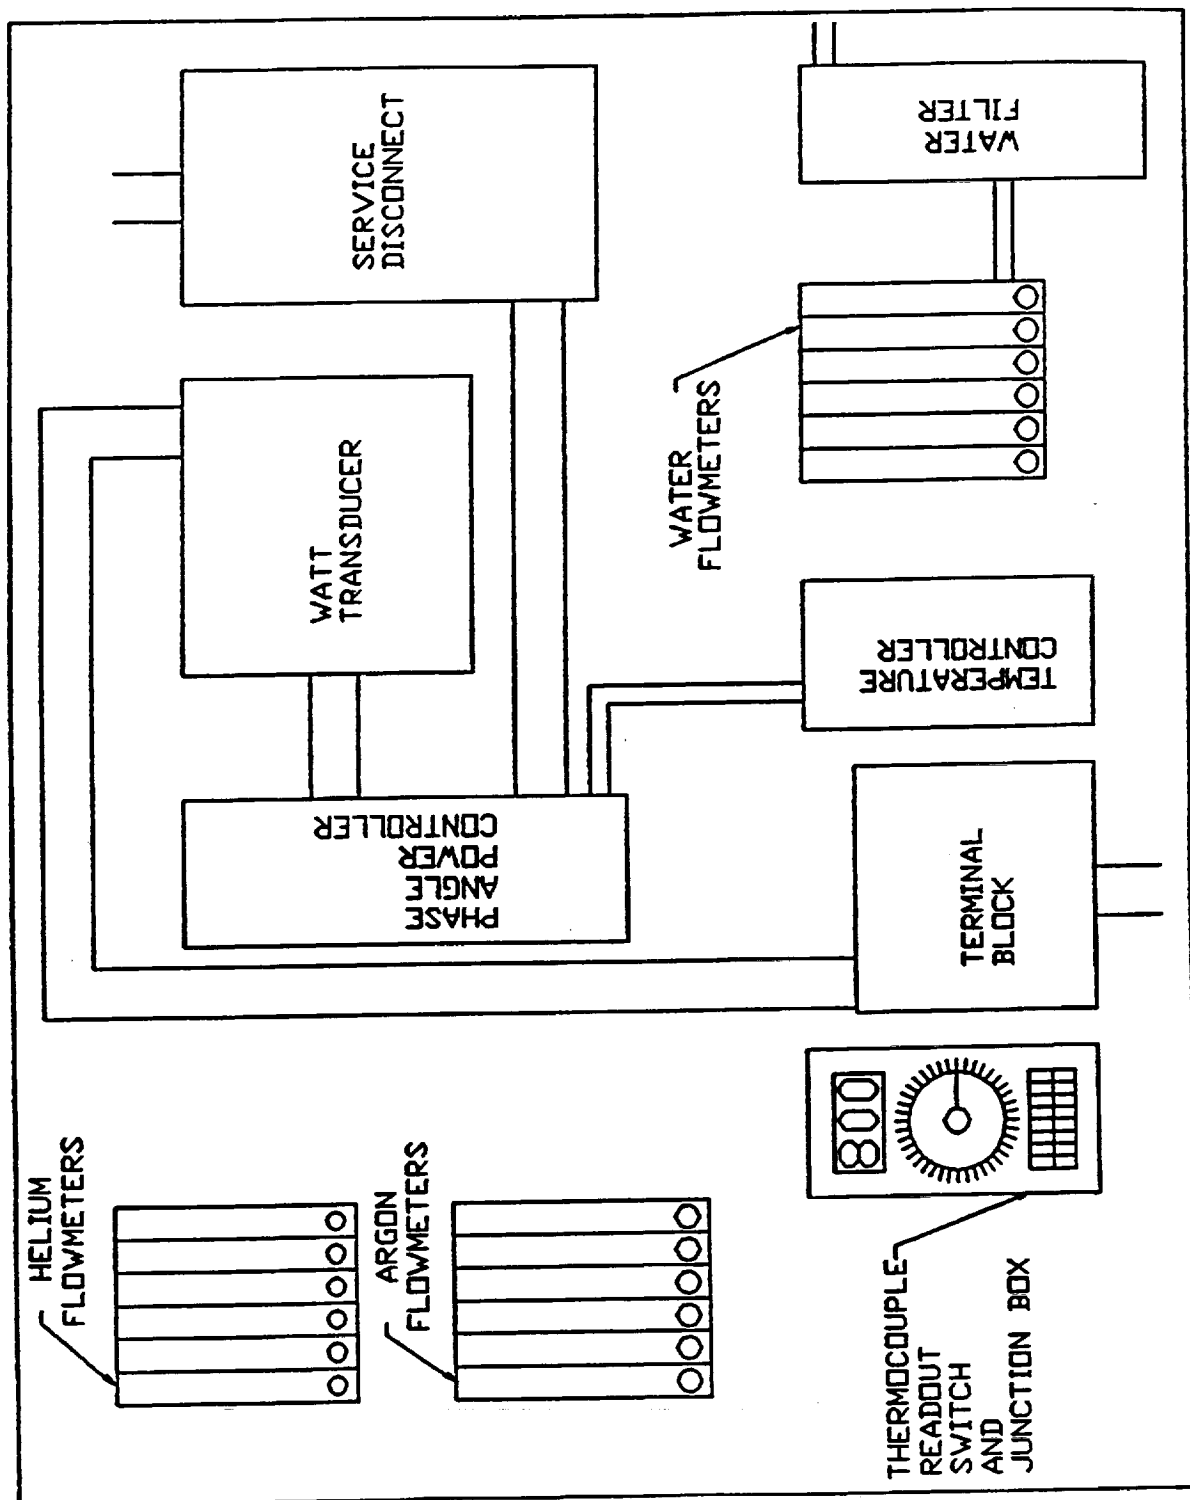 HELIUM
FLOWMETERS
ARGON
FLOWMETERS
THERMOCOUPLE
READOUT
SWITCH
AND
JUNCTION BOX
800
PHASE
ANGLE
POWER
CONTROLLER
WATT
TRANSDUCER
SERVICE
DISCONNECT
TERMINAL
BLOCK
TEMPERATURE
CONTROLLER
WATER
FLOWMETERS
WATER
FILTER